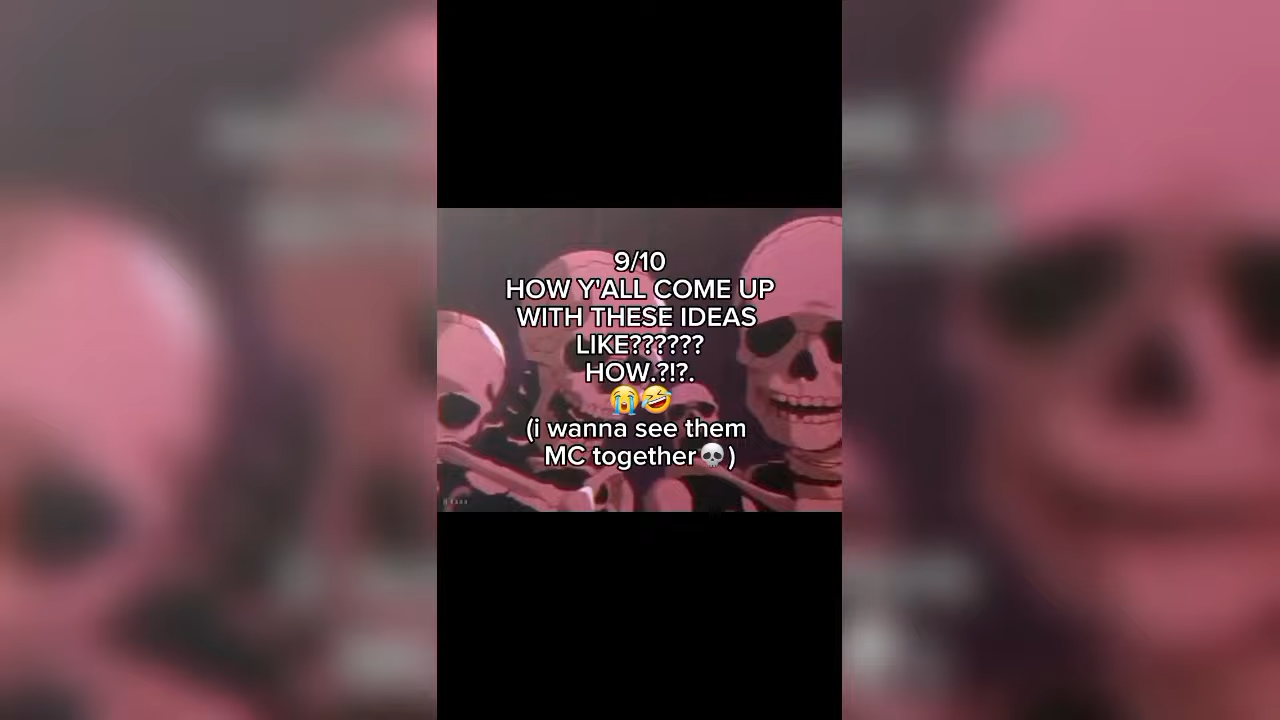 9/10
HOW Y'ALL COME UP
WITH THESE IDEAS
LIKE??????
HOW.?!?.
😭🤣
(i wanna see them
MC together💀)